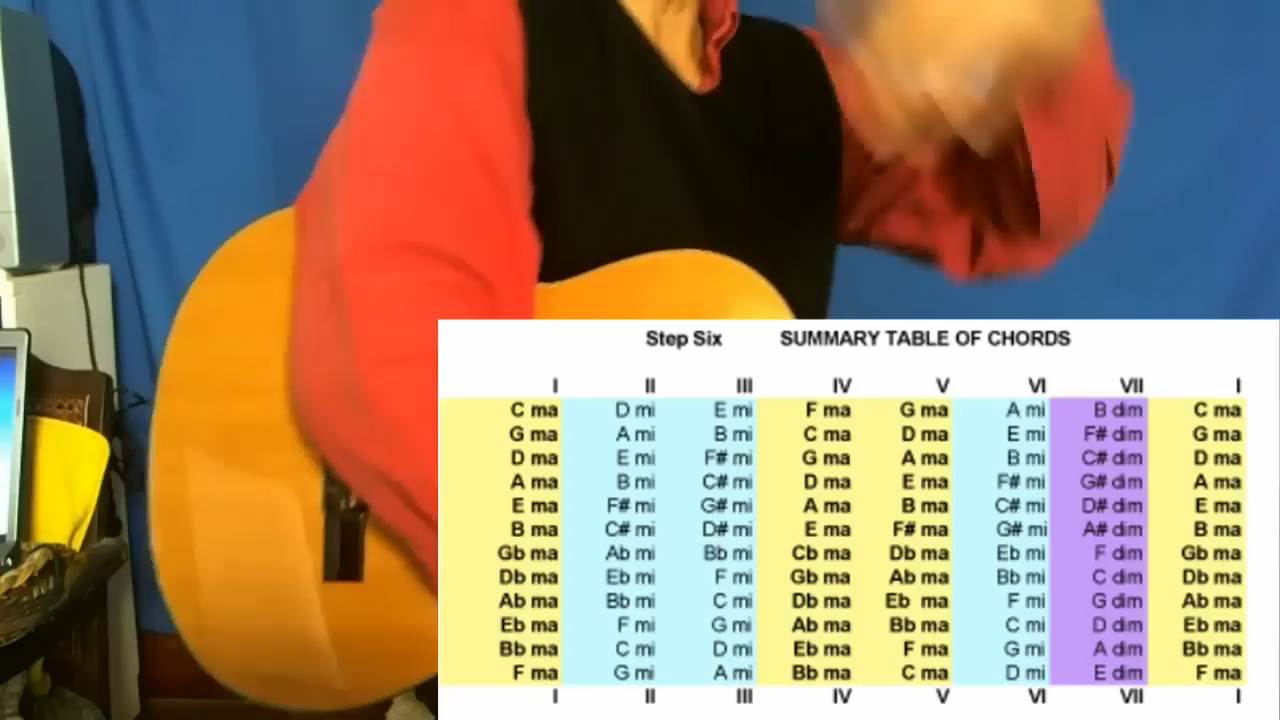 Step Six SUMMARY TABLE OF CHORDS
I II III IV V VI VII I
C ma D mi E mi F ma G ma A mi B dim C ma
G ma A mi B mi C ma D ma E mi F# dim G ma
D ma E mi F# mi G ma A ma B mi C# dim D ma
A ma B mi C# mi D ma E ma F# mi G# dim A ma
E ma F# mi G# mi A ma B ma C# mi D# dim E ma
B ma C# mi D# mi E ma F# ma G# mi A# dim B ma
Gb ma Ab mi Bb mi Cb ma Db ma Eb mi F dim Gb ma
Db ma Eb mi F mi Gb ma Ab ma Bb mi C dim Db ma
Ab ma Bb mi C mi Db ma Eb ma F mi G dim Ab ma
Eb ma F mi G mi Ab ma Bb ma C mi D dim Eb ma
Bb ma C mi D mi Eb ma F ma G mi A dim Bb ma
F ma G mi A mi Bb ma C ma D mi E dim F ma
I II III IV V VI VII I